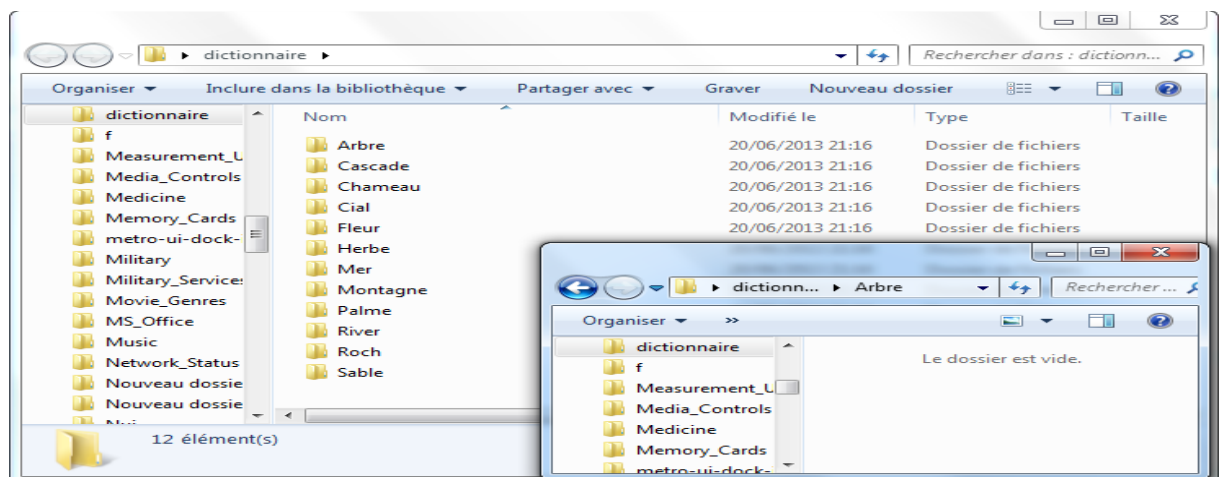 dictionnaire
Rechercher dans : dictionn...
Organiser Inclure dans la bibliothèque Partager avec Graver Nouveau dossier
dictionnaire
f
Measurement_U
Media_Controls
Medicine
Memory_Cards
metro-ui-dock-
Military
Military_Service
Movie_Genres
MS_Office
Music
Network_Status
Nouveau dossie
Nouveau dossie
Nom Modifié le Type Taille
Arbre 20/06/2013 21:16 Dossier de fichiers
Cascade 20/06/2013 21:16 Dossier de fichiers
Chameau 20/06/2013 21:16 Dossier de fichiers
Cial 20/06/2013 21:16 Dossier de fichiers
Fleur 20/06/2013 21:16 Dossier de fichiers
Herbe
Mer
Montagne
Palme
River
Roch
Sable
12 élément(s)
dictionn... Arbre
Rechercher ...
Organiser »
dictionnaire
f
Measurement_U
Media_Controls
Medicine
Memory_Cards
metro-ui-dock-
Le dossier est vide.